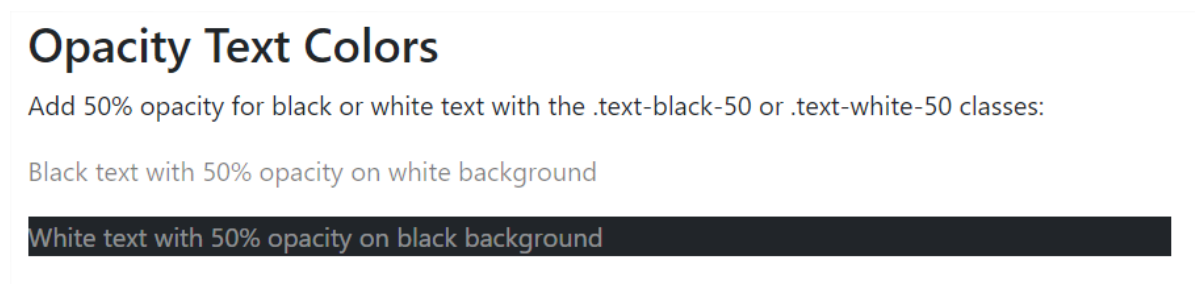 Opacity Text Colors
Add 50% opacity for black or white text with the .text-black-50 or .text-white-50 classes:
Black text with 50% opacity on white background
White text with 50% opacity on black background